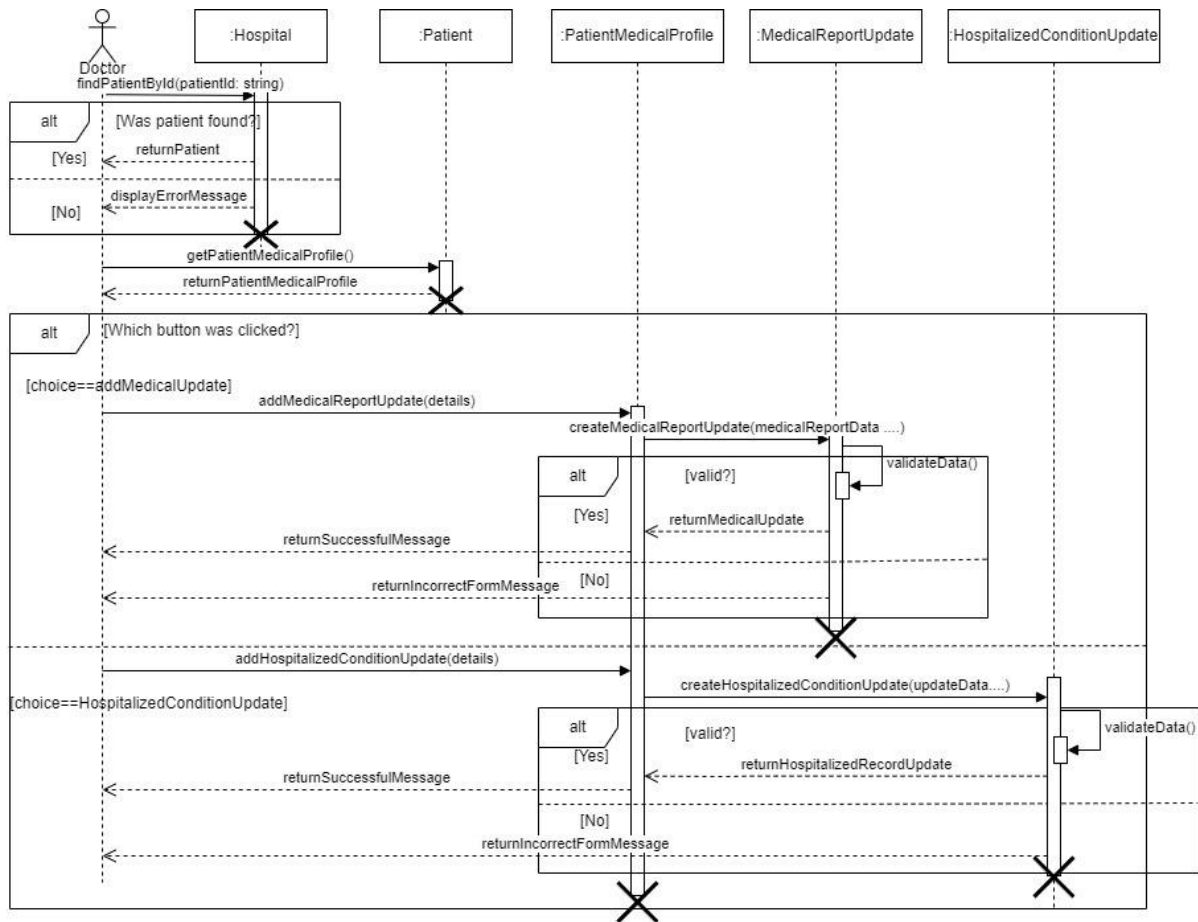 :Hospital
:Patient
:PatientMedicalProfile
:MedicalReportUpdate
:HospitalizedConditionUpdate
Doctor
findPatientById(patientId: string)
alt
[Was patient found?]
returnPatient
[Yes]
displayErrorMessage
[No]
getPatientMedicalProfile()
returnPatientMedicalProfile
alt
[Which button was clicked?]
[choice==addMedicalUpdate]
addMedicalReportUpdate(details)
createMedicalReportUpdate(medicalReportData ....)
validateData()
alt
[valid?]
[Yes]
returnMedicalUpdate
returnSuccessfulMessage
[No]
returnIncorrectFormMessage
addHospitalizedConditionUpdate(details)
createHospitalizedConditionUpdate(updateData....)
[choice==HospitalizedConditionUpdate]
alt
[valid?]
validateData()
[Yes]
returnHospitalizedRecordUpdate
returnSuccessfulMessage
[No]
returnIncorrectFormMessage